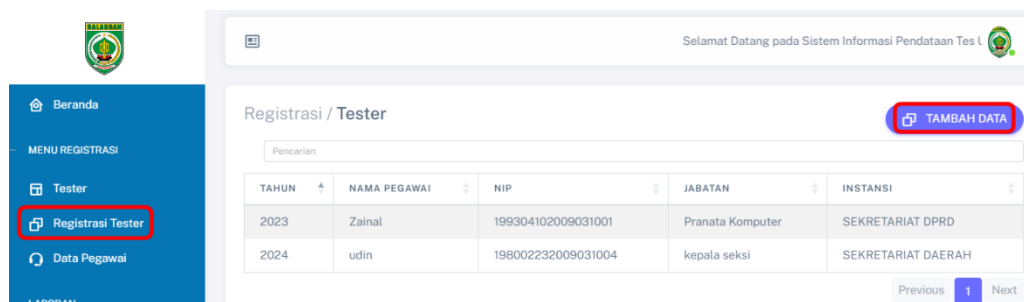 BALANGAN
Selamat Datang pada Sistem Informasi Pendataan Tes U
Beranda
MENU REGISTRASI
Tester
Registrasi Tester
Data Pegawai
LAPORAN
Registrasi / Tester
TAMBAH DATA
Pencarian
TAHUN NAMA PEGAWAI NIP JABATAN INSTANSI
2023 Zainal 199304102009031001 Pranata Komputer SEKRETARIAT DPRD
2024 udin 198002232009031004 kepala seksi SEKRETARIAT DAERAH
Previous 1 Next